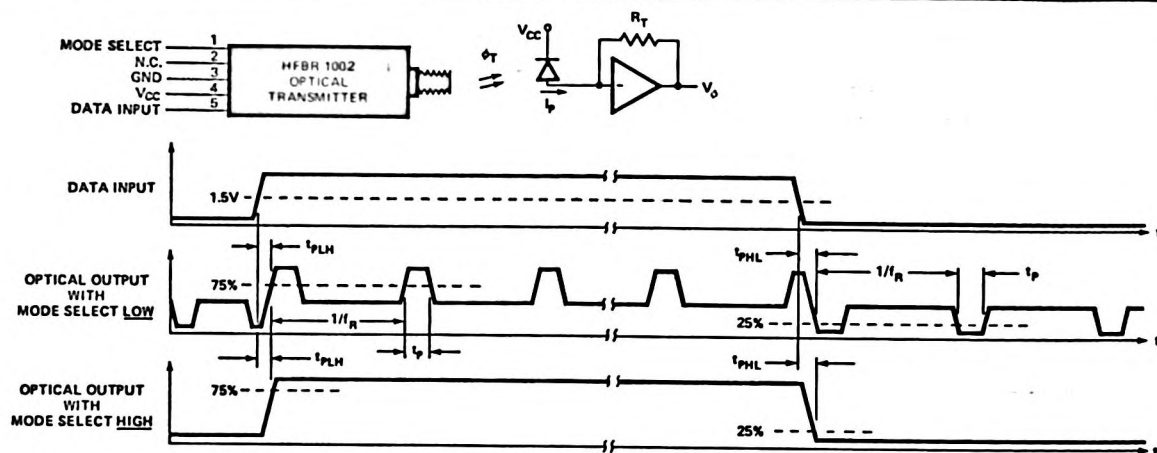 MODE SELECT 1
N.C. 2
GND 3
VCC 4
DATA INPUT 5
HFBR 1002
OPTICAL
TRANSMITTER
ϕT
VCC
IP
RT
Vo
DATA INPUT
1.5V
t
tPLH
tPHL
OPTICAL OUTPUT
WITH
MODE SELECT LOW
75%
1/fR
tP
25%
1/fR
tP
t
tPLH
tPHL
OPTICAL OUTPUT
WITH
MODE SELECT HIGH
75%
25%
t